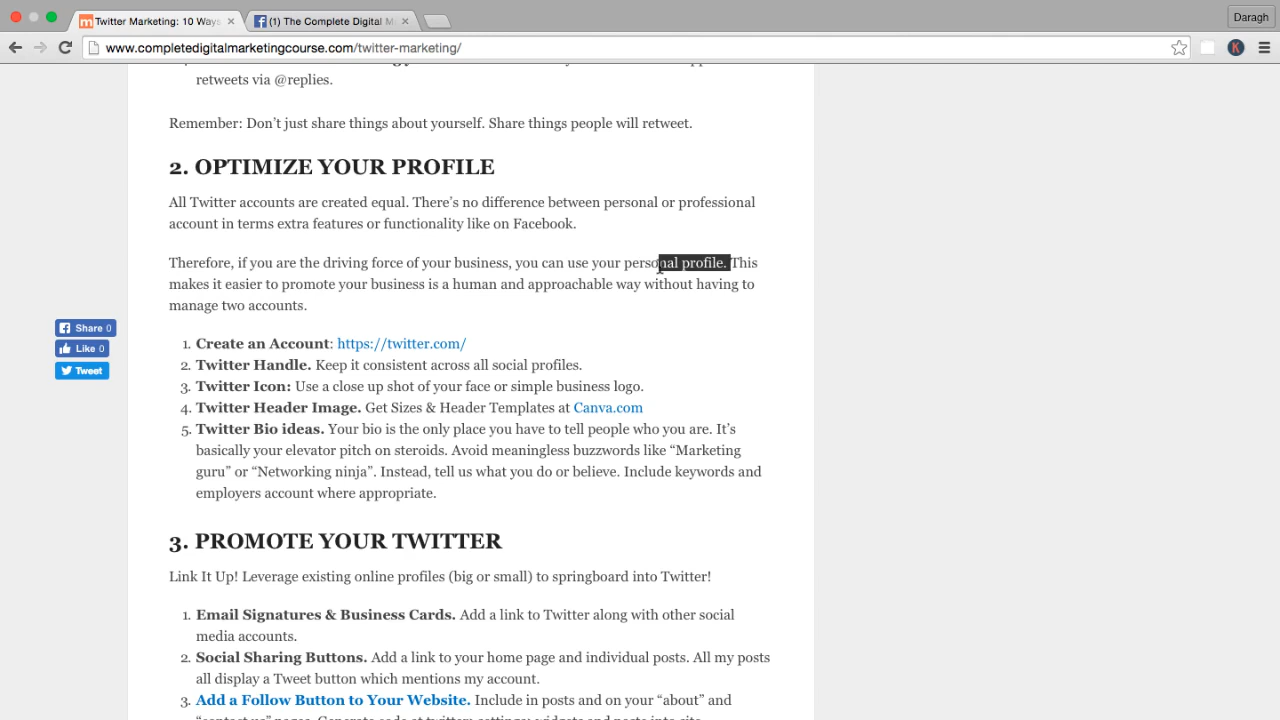 Twitter Marketing: 10 Ways
(1) The Complete Digital M
Daragh
www.completedigitalmarketingcourse.com/twitter-marketing/
retweets via @replies.
Remember: Don't just share things about yourself. Share things people will retweet.
2. OPTIMIZE YOUR PROFILE
All Twitter accounts are created equal. There's no difference between personal or professional
account in terms extra features or functionality like on Facebook.
Therefore, if you are the driving force of your business, you can use your personal profile. This
makes it easier to promote your business is a human and approachable way without having to
manage two accounts.
Share 0
Like 0
Tweet
1. Create an Account: https://twitter.com/
2. Twitter Handle. Keep it consistent across all social profiles.
3. Twitter Icon: Use a close up shot of your face or simple business logo.
4. Twitter Header Image. Get Sizes & Header Templates at Canva.com
5. Twitter Bio ideas. Your bio is the only place you have to tell people who you are. It's
basically your elevator pitch on steroids. Avoid meaningless buzzwords like “Marketing
guru” or “Networking ninja”. Instead, tell us what you do or believe. Include keywords and
employers account where appropriate.
3. PROMOTE YOUR TWITTER
Link It Up! Leverage existing online profiles (big or small) to springboard into Twitter!
1. Email Signatures & Business Cards. Add a link to Twitter along with other social
media accounts.
2. Social Sharing Buttons. Add a link to your home page and individual posts. All my posts
all display a Tweet button which mentions my account.
3. Add a Follow Button to Your Website. Include in posts and on your “about” and